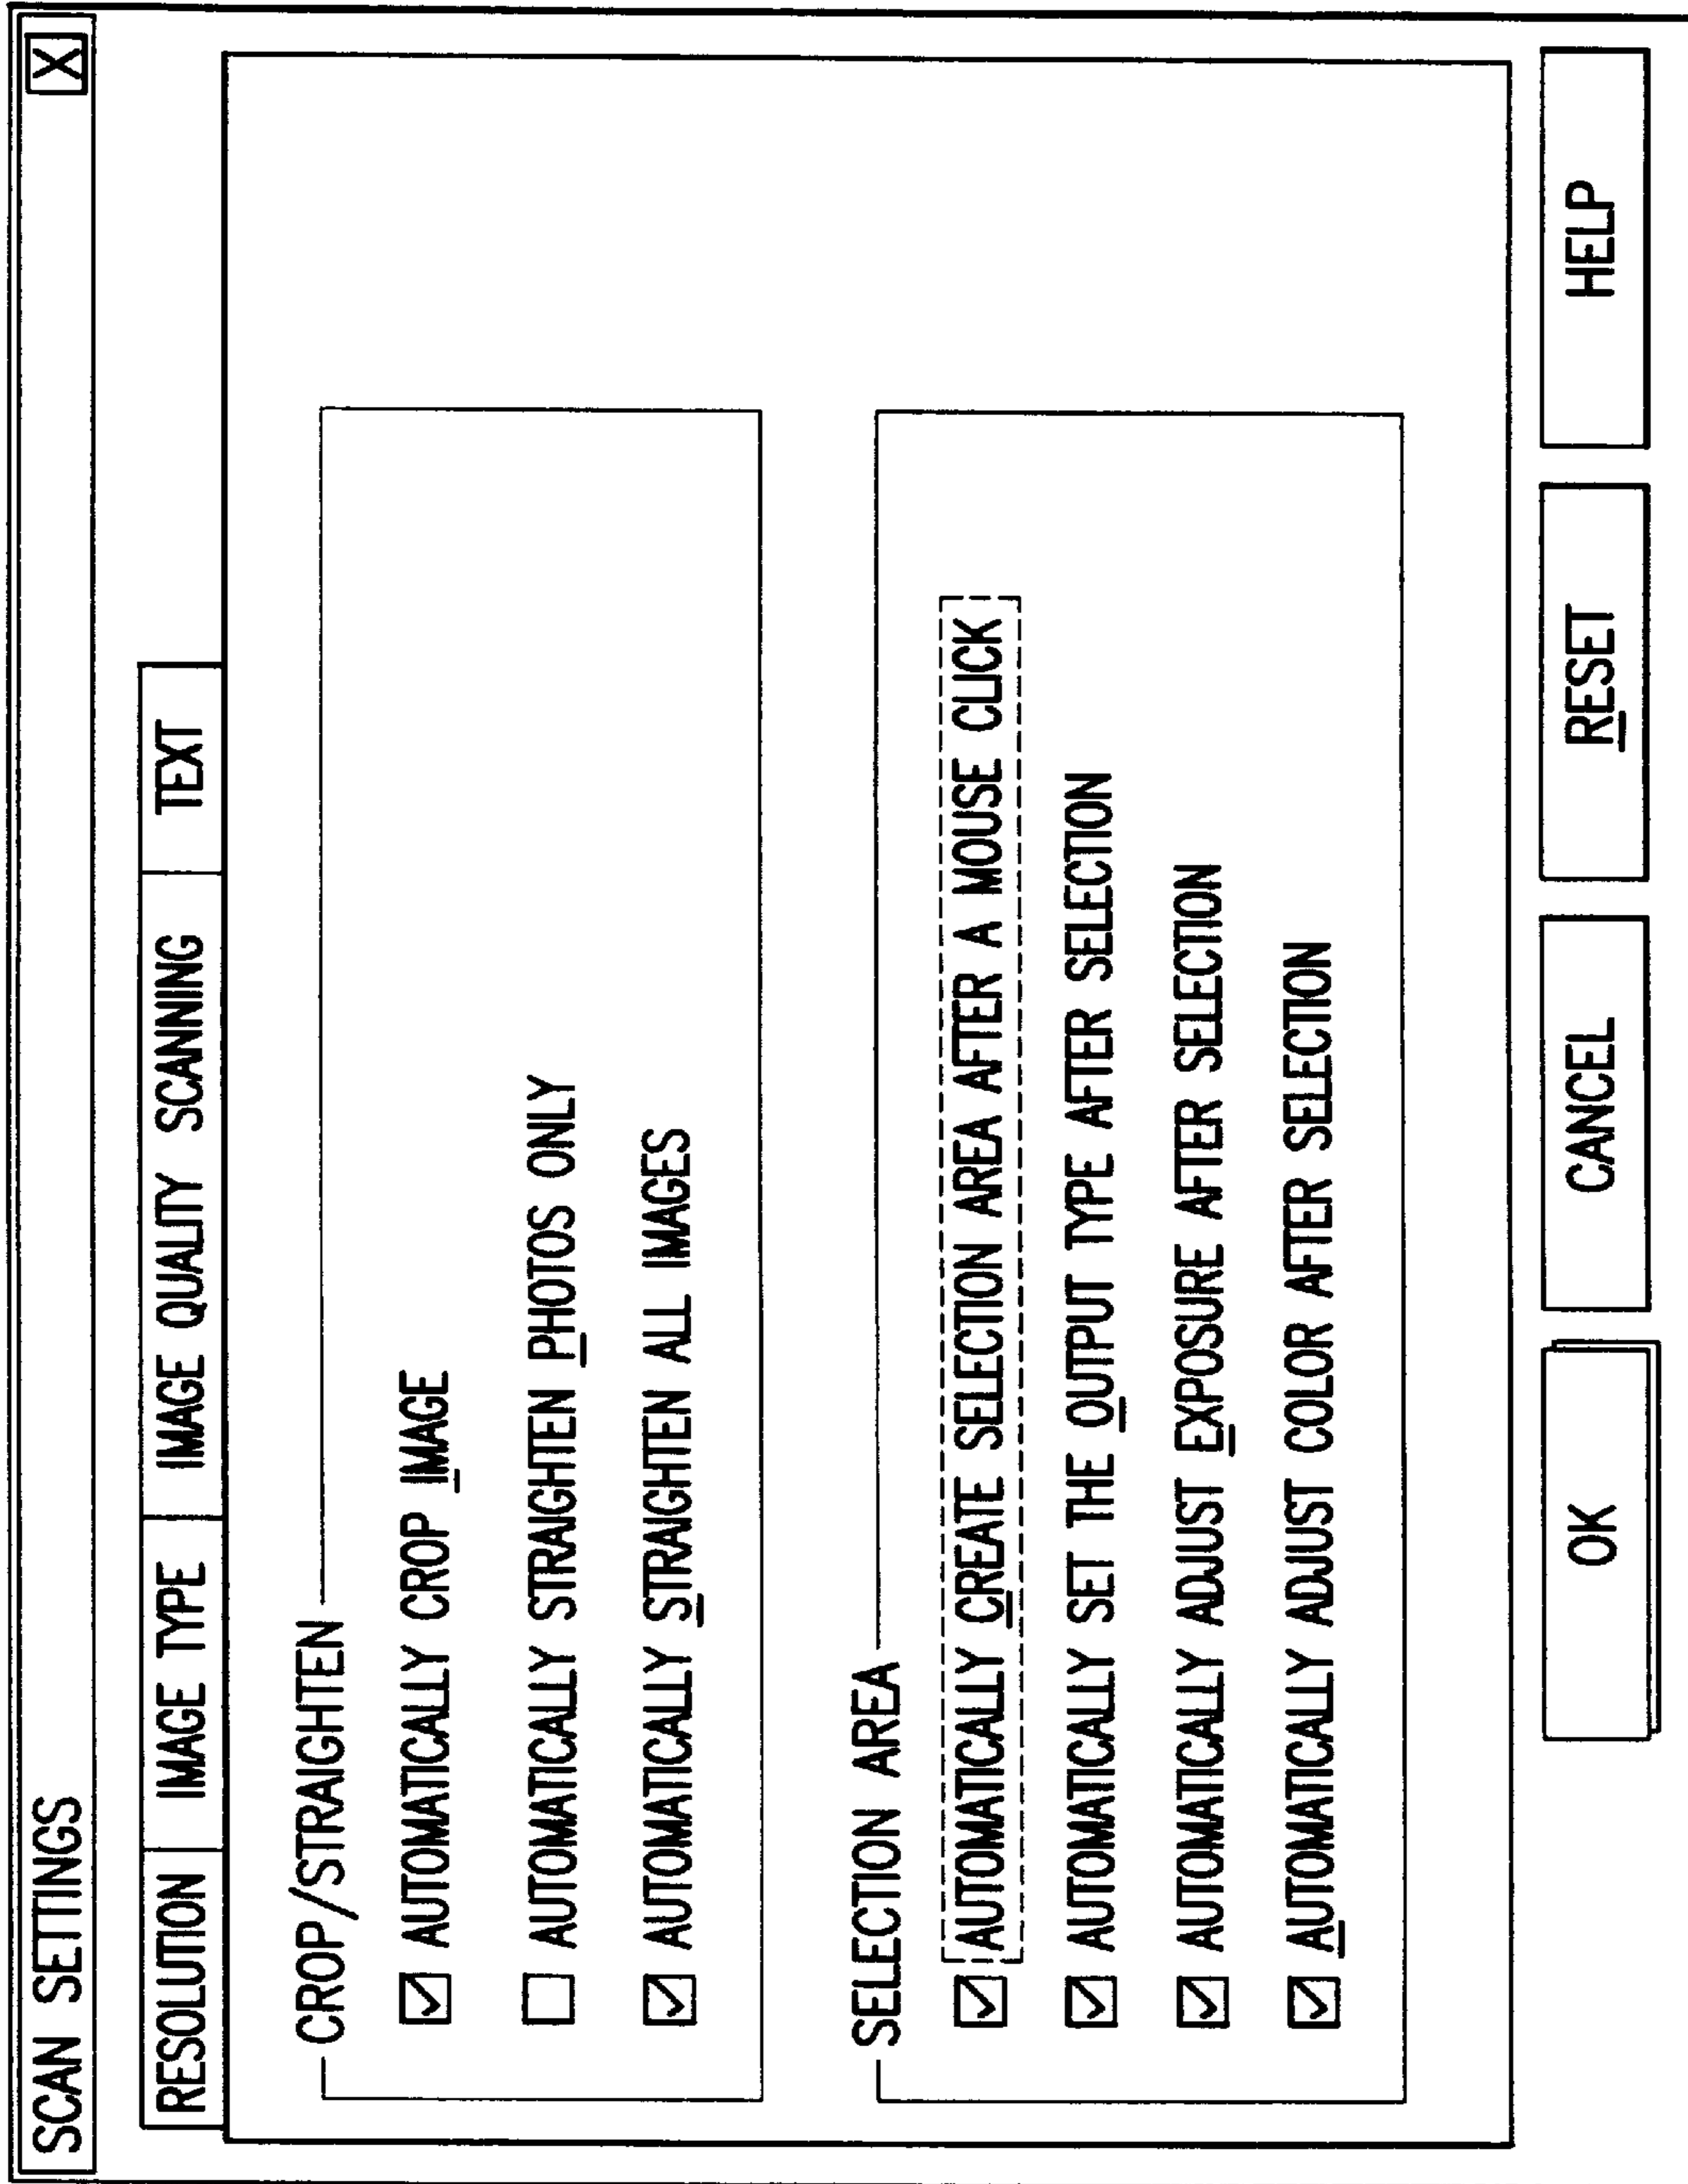 SCAN SETTINGS X
RESOLUTION IMAGE TYPE IMAGE QUALITY SCANNING TEXT
CROP/STRAIGHTEN
AUTOMATICALLY CROP IMAGE
AUTOMATICALLY STRAIGHTEN PHOTOS ONLY
AUTOMATICALLY STRAIGHTEN ALL IMAGES
SELECTION AREA
AUTOMATICALLY CREATE SELECTION AREA AFTER A MOUSE CLICK
AUTOMATICALLY SET THE OUTPUT TYPE AFTER SELECTION
AUTOMATICALLY ADJUST EXPOSURE AFTER SELECTION
AUTOMATICALLY ADJUST COLOR AFTER SELECTION
OK CANCEL RESET HELP